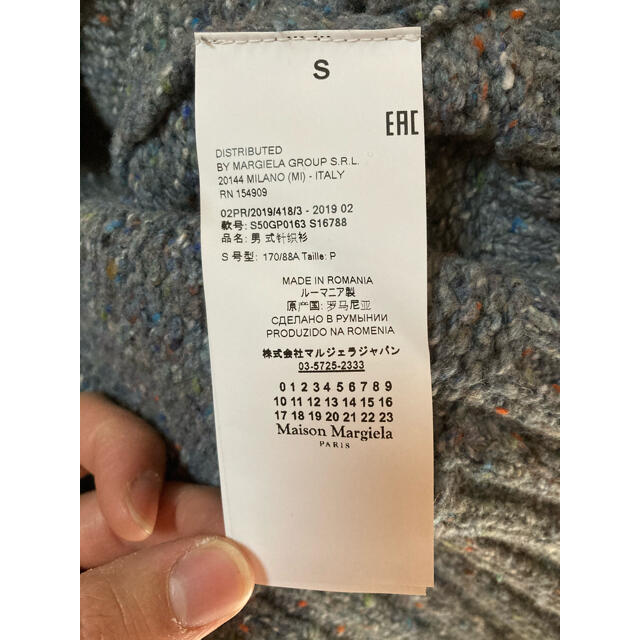 S
EAC
DISTRIBUTED
BY MARGIELA GROUP S.R.L.
20144 MILANO (MI) - ITALY
RN 154909
02PR/2019/418/3 - 2019 02
款号: S50GP0163 S16788
品名: 男 式针织衫
S 号型: 170/88A Taille: P
MADE IN ROMANIA
ルーマニア製
原产国: 罗马尼亚
СДЕЛАНО В РУМЫНИИ
PRODUZIDO NA ROMENIA
株式会社マルジェラジャパン
03-5725-2333
0 1 2 3 4 5 6 7 8 9
10 11 12 13 14 15 16
17 18 19 20 21 22 23
Maison Margiela
PARIS